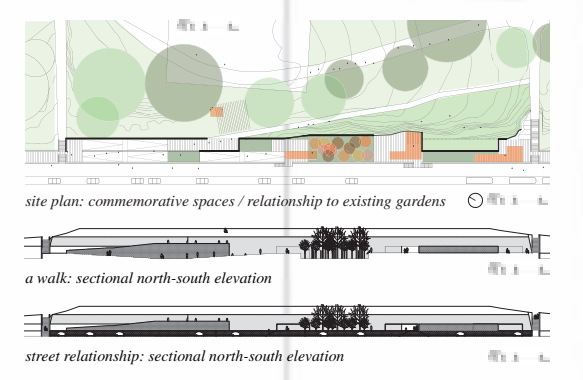 site plan: commemorative spaces / relationship to existing gardens
a walk: sectional north-south elevation
street relationship: sectional north-south elevation